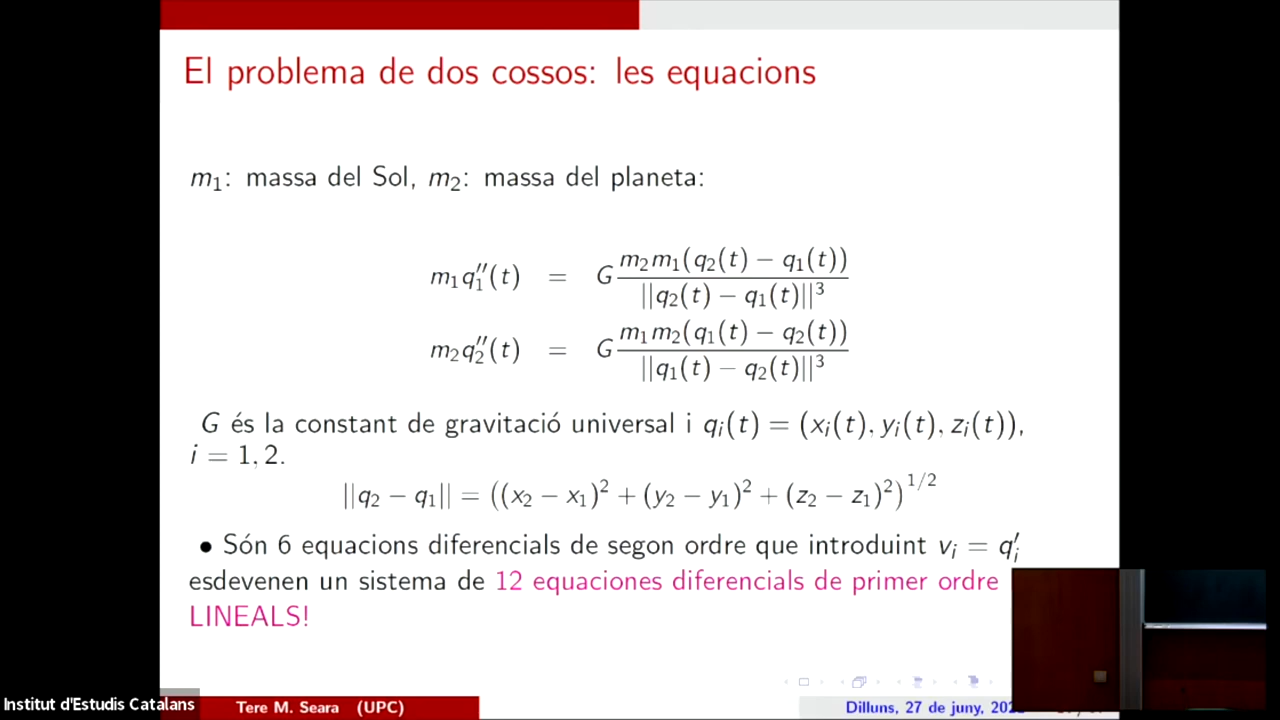 El problema de dos cossos: les equacions
m₁: massa del Sol, m₂: massa del planeta:
m₁q₁″(t) = G m₂m₁(q₂(t) − q₁(t)) / ||q₂(t) − q₁(t)||³
m₂q₂″(t) = G m₁m₂(q₁(t) − q₂(t)) / ||q₁(t) − q₂(t)||³
G és la constant de gravitació universal i qᵢ(t) = (xᵢ(t), yᵢ(t), zᵢ(t)),
i = 1, 2.
||q₂ − q₁|| = ((x₂ − x₁)² + (y₂ − y₁)² + (z₂ − z₁)²)^1/2
• Són 6 equacions diferencials de segon ordre que introduint vᵢ = qᵢ′
esdevenen un sistema de 12 equaciones diferencials de primer ordre
LINEALS!
Institut d'Estudis Catalans
Tere M. Seara (UPC)
Dilluns, 27 de juny,